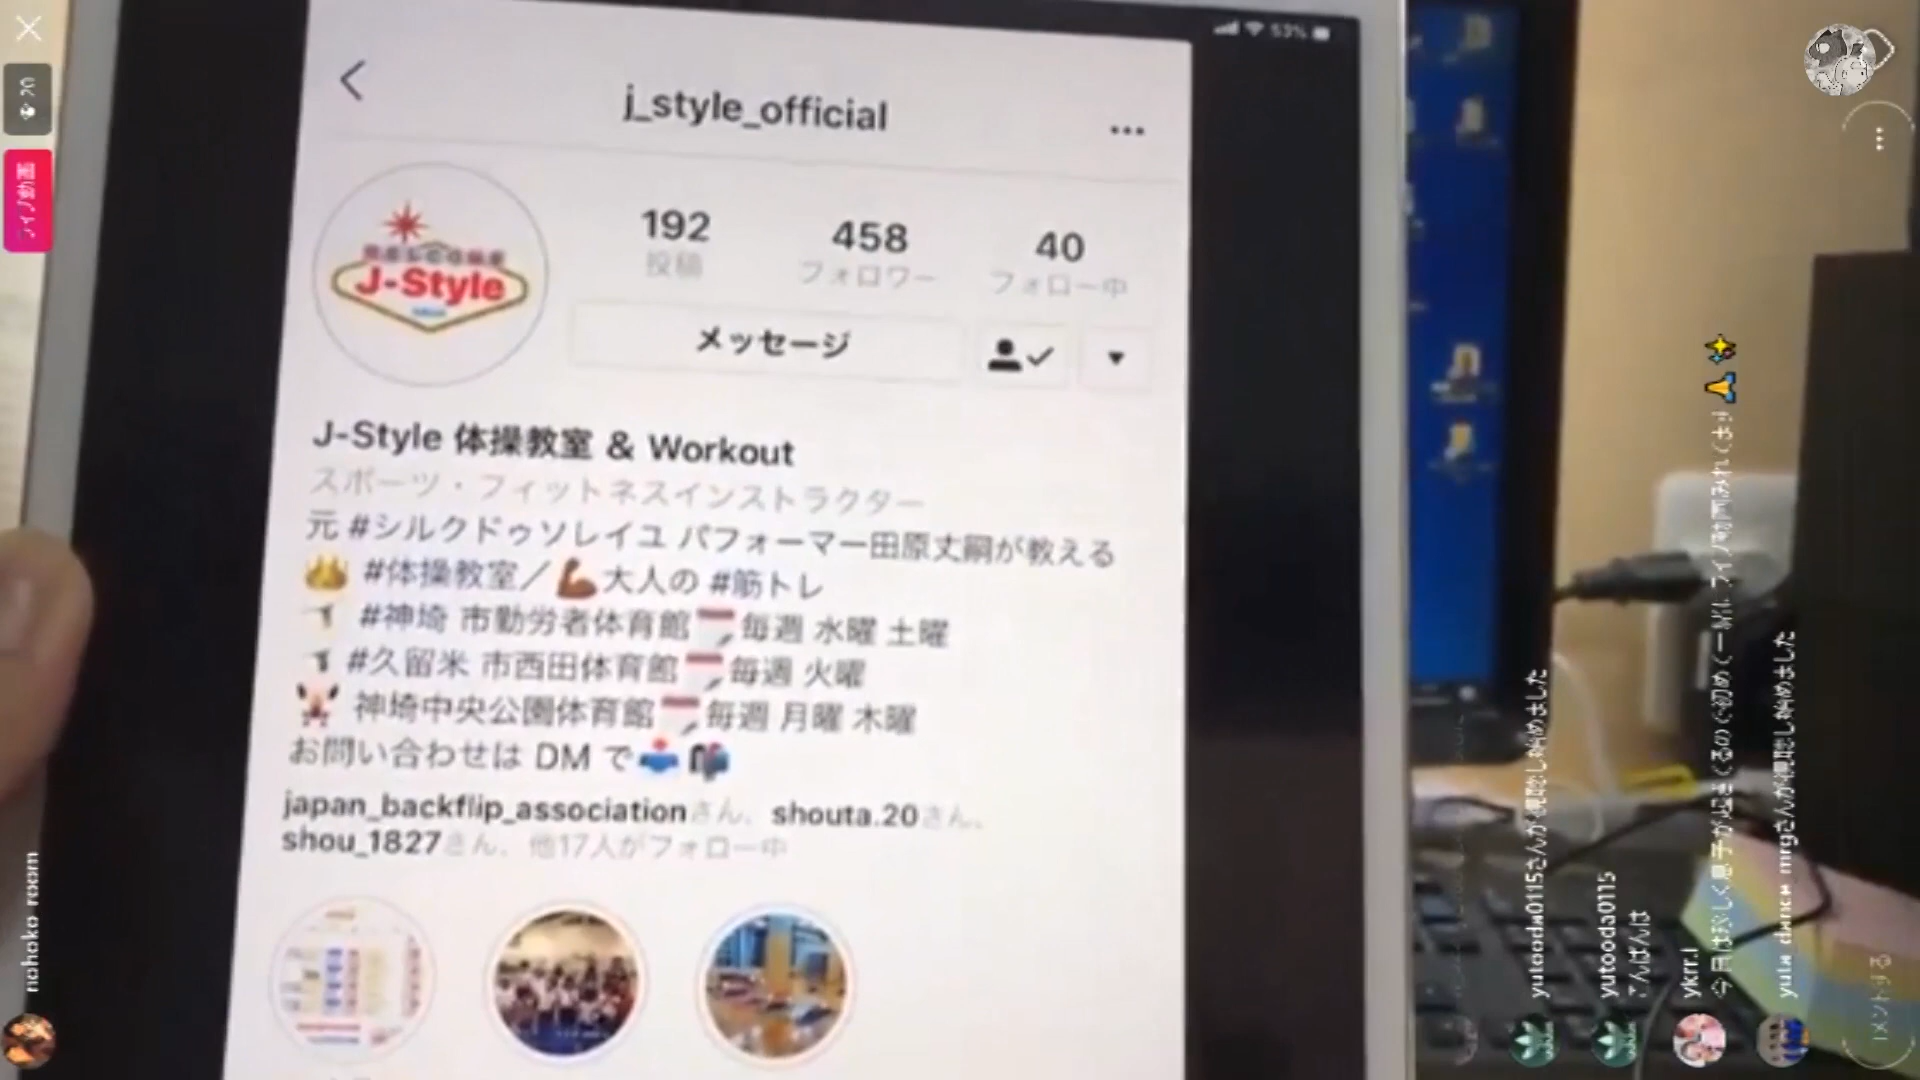 53%
j_style_official
192
458
40
投稿
フォロワー
フォロー中
WELCOME
J-Style
メッセージ
J-Style 体操教室 & Workout
スポーツ・フィットネスインストラクター
元 #シルクドゥソレイユ パフォーマー田原丈嗣が教える
#体操教室／💪大人の #筋トレ
#神埼 市勤労者体育館 毎週 水曜 土曜
#久留米 市西田体育館 毎週 火曜
神埼中央公園体育館 毎週 月曜 木曜
お問い合わせは DM で
japan_backflip_associationさん、shouta.20さん、
shou_1827さん、他17人がフォロー中
20
ライブ動画
nohoko room
yutooda0115さんが視聴し始めました
yutooda0115
こんばんは
ykrr.l
さんが視聴し始めました
コメントする